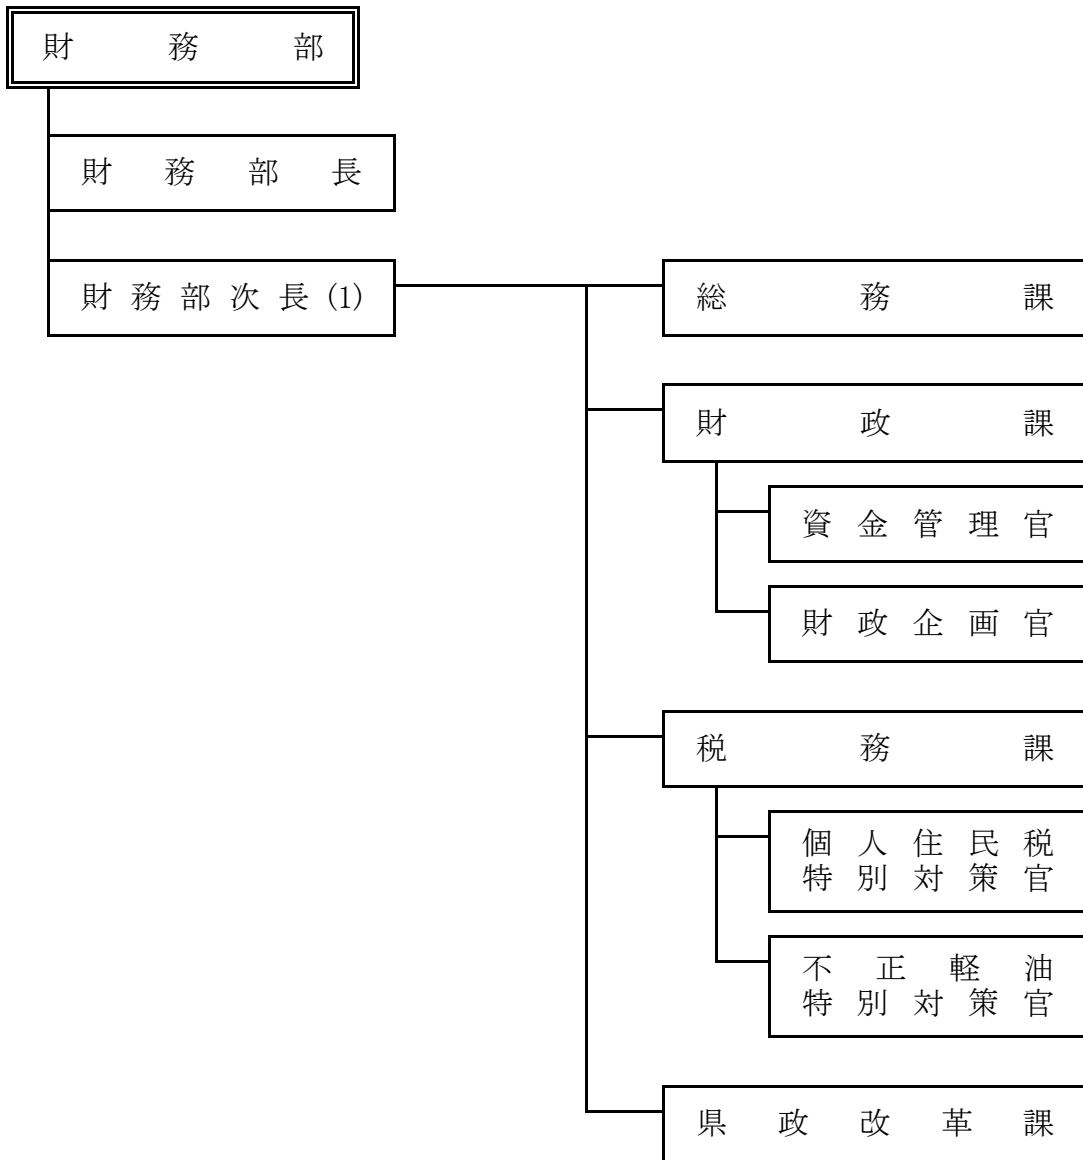 財務部
財務部長
財務部次長(1)
総務課
財政課
資金管理官
財政企画官
税務課
個人住民税
特別対策官
不正軽油
特別対策官
県政改革課